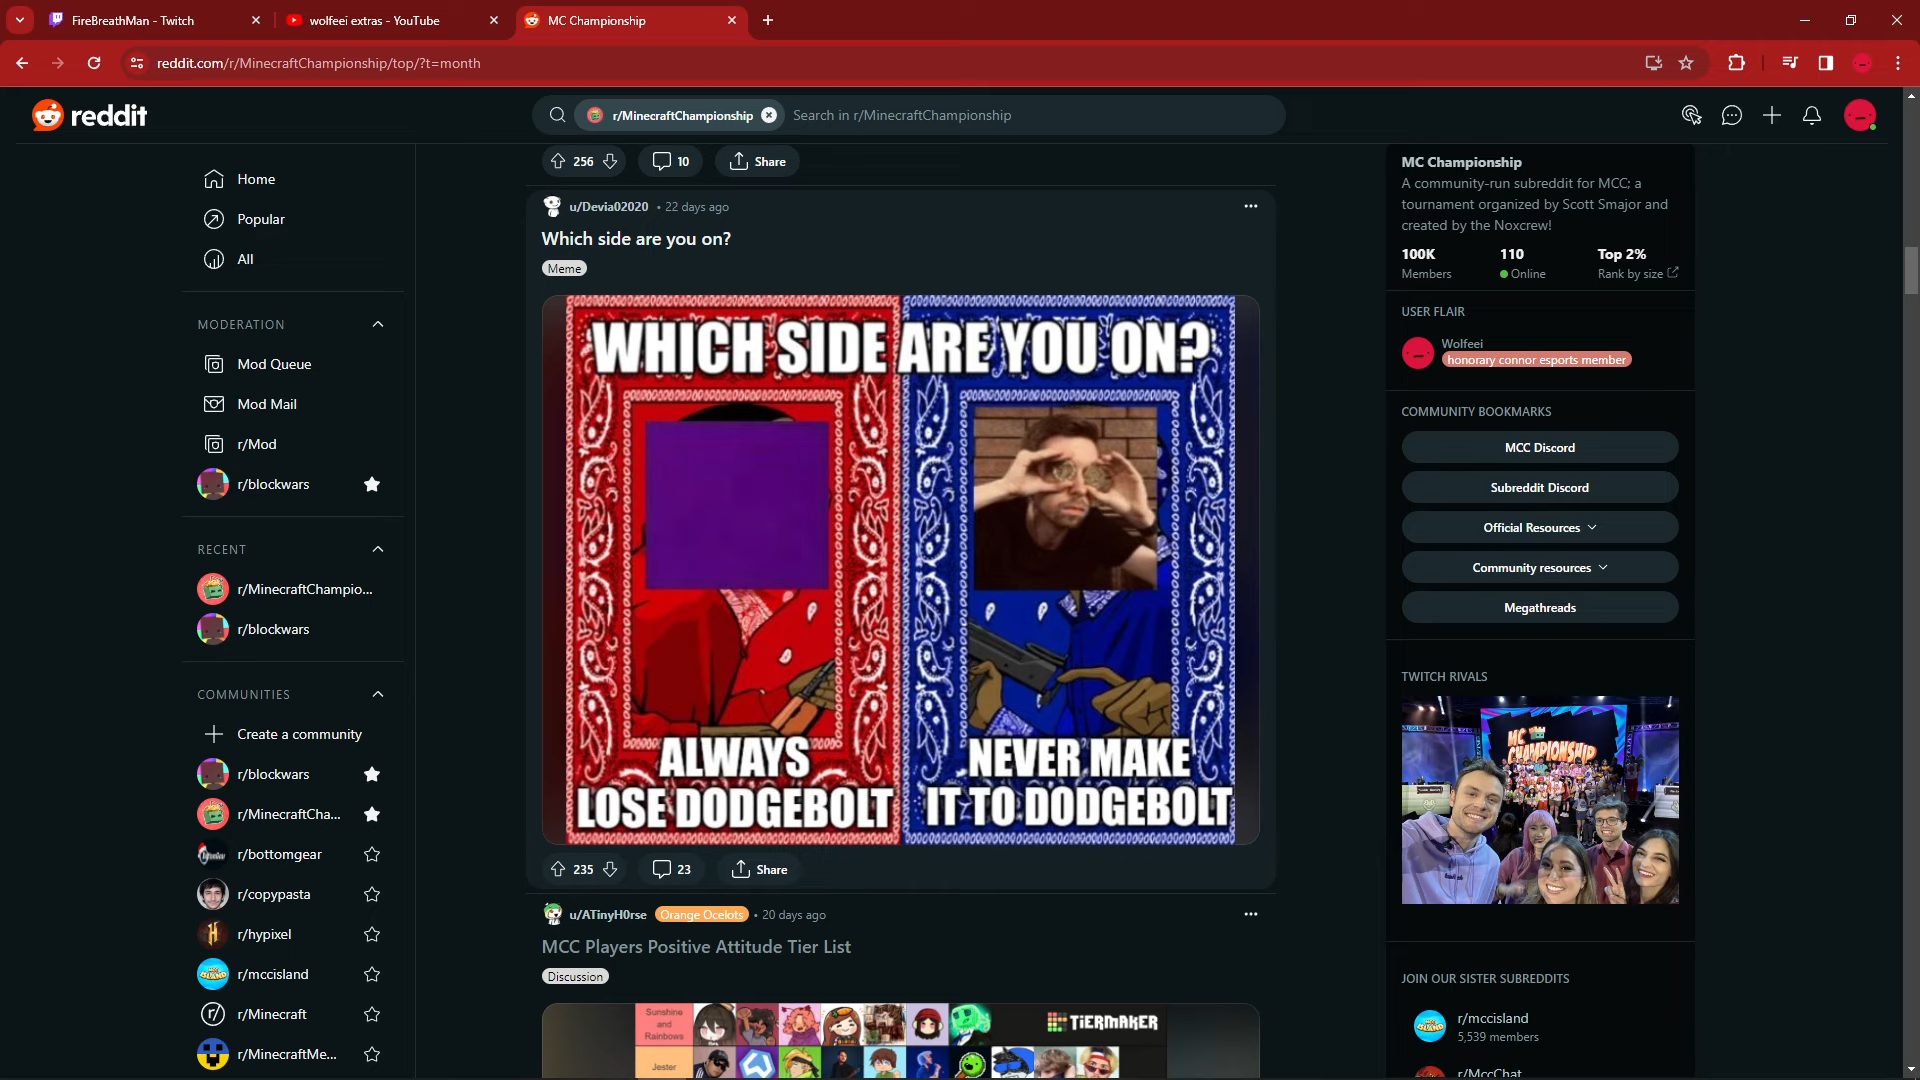 FireBreathMan - Twitch
wolfeei extras - YouTube
MC Championship
reddit.com/r/MinecraftChampionship/top/?t=month
reddit
r/MinecraftChampionship
Search in r/MinecraftChampionship
Home
Popular
All
MODERATION
Mod Queue
Mod Mail
r/Mod
r/blockwars
RECENT
r/MinecraftChampio...
r/blockwars
COMMUNITIES
Create a community
r/blockwars
r/MinecraftCha...
r/bottomgear
r/copypasta
r/hypixel
r/mccisland
r/Minecraft
r/MinecraftMe...
256
10
Share
u/Devia02020 • 22 days ago
Which side are you on?
Meme
WHICH SIDE ARE YOU ON?
ALWAYS
LOSE DODGEBOLT
NEVER MAKE
IT TO DODGEBOLT
235
23
Share
u/ATinyH0rse Orange Ocelots • 20 days ago
MCC Players Positive Attitude Tier List
Discussion
Sunshine
and
Rainbows
TIERMAKER
Jester
MC Championship
A community-run subreddit for MCC; a
tournament organized by Scott Smajor and
created by the Noxcrew!
100K
110
Top 2%
Members
Online
Rank by size
USER FLAIR
Wolfeei
honorary connor esports member
COMMUNITY BOOKMARKS
MCC Discord
Subreddit Discord
Official Resources
Community resources
Megathreads
TWITCH RIVALS
MC
CHAMPIONSHIP
JOIN OUR SISTER SUBREDDITS
r/mccisland
5,539 members
r/MccChat